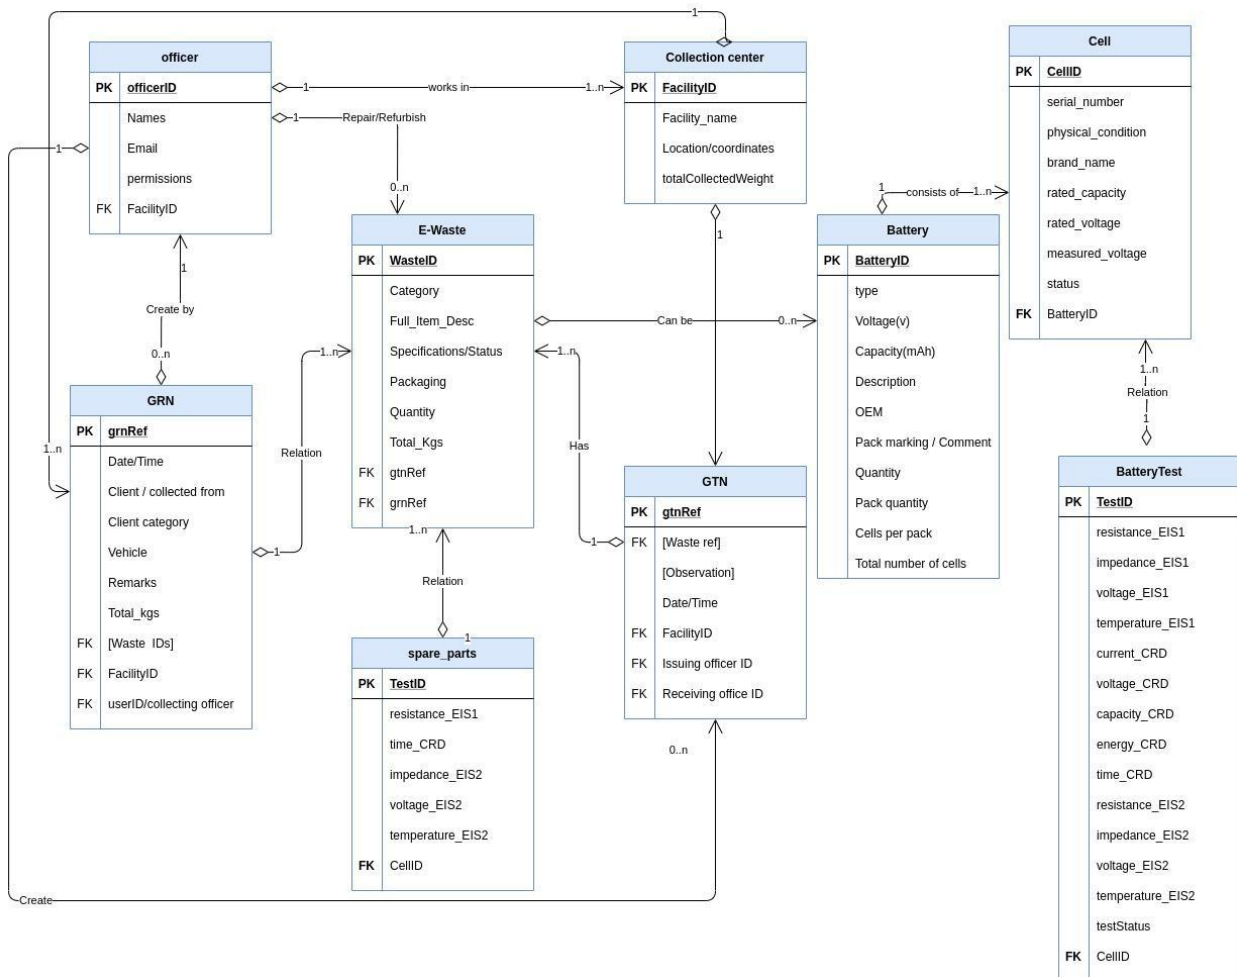 1
officer
PK officerID
Names
Email
permissions
FK FacilityID
1 works in 1..n
1 Repair/Refurbish
0..n
1
Collection center
PK FacilityID
Facility_name
Location/coordinates
totalCollectedWeight
1
Cell
PK CellID
serial_number
physical_condition
brand_name
rated_capacity
rated_voltage
measured_voltage
status
FK BatteryID
1
consists of 1..n
E-Waste
PK WasteID
Category
Full_Item_Desc
Specifications/Status
Packaging
Quantity
Total_Kgs
FK gtnRef
FK grnRef
1..n
Can be 0..n
Battery
PK BatteryID
type
Voltage(v)
Capacity(mAh)
Description
OEM
Pack marking / Comment
Quantity
Pack quantity
Cells per pack
Total number of cells
1
Create by
0..n
1..n
GRN
PK grnRef
Date/Time
Client / collected from
Client category
Vehicle
Remarks
Total_kgs
FK [Waste IDs]
FK FacilityID
FK userID/collecting officer
1..n
Relation
1
1..n
Has
1
GTN
PK gtnRef
FK [Waste ref]
[Observation]
Date/Time
FK FacilityID
FK Issuing officer ID
FK Receiving office ID
0..n
1..n
Relation
1
BatteryTest
PK TestID
resistance_EIS1
impedance_EIS1
voltage_EIS1
temperature_EIS1
current_CRD
voltage_CRD
capacity_CRD
energy_CRD
time_CRD
resistance_EIS2
impedance_EIS2
voltage_EIS2
temperature_EIS2
testStatus
FK CellID
Relation
1
spare_parts
PK TestID
resistance_EIS1
time_CRD
impedance_EIS2
voltage_EIS2
temperature_EIS2
FK CellID
Create